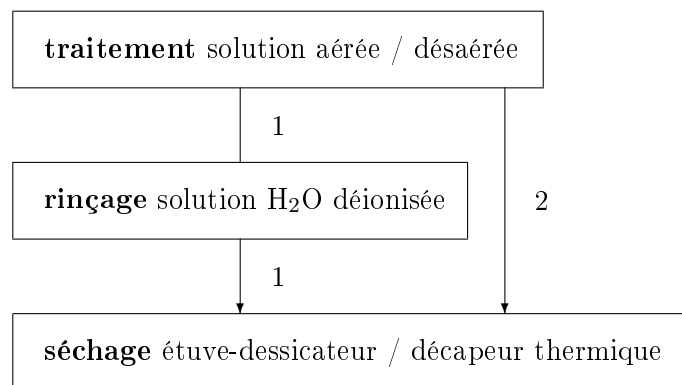 traitement solution aérée / désaérée
1
rinçage solution H₂O déionisée
2
1
séchage étuve-dessicateur / décapeur thermique